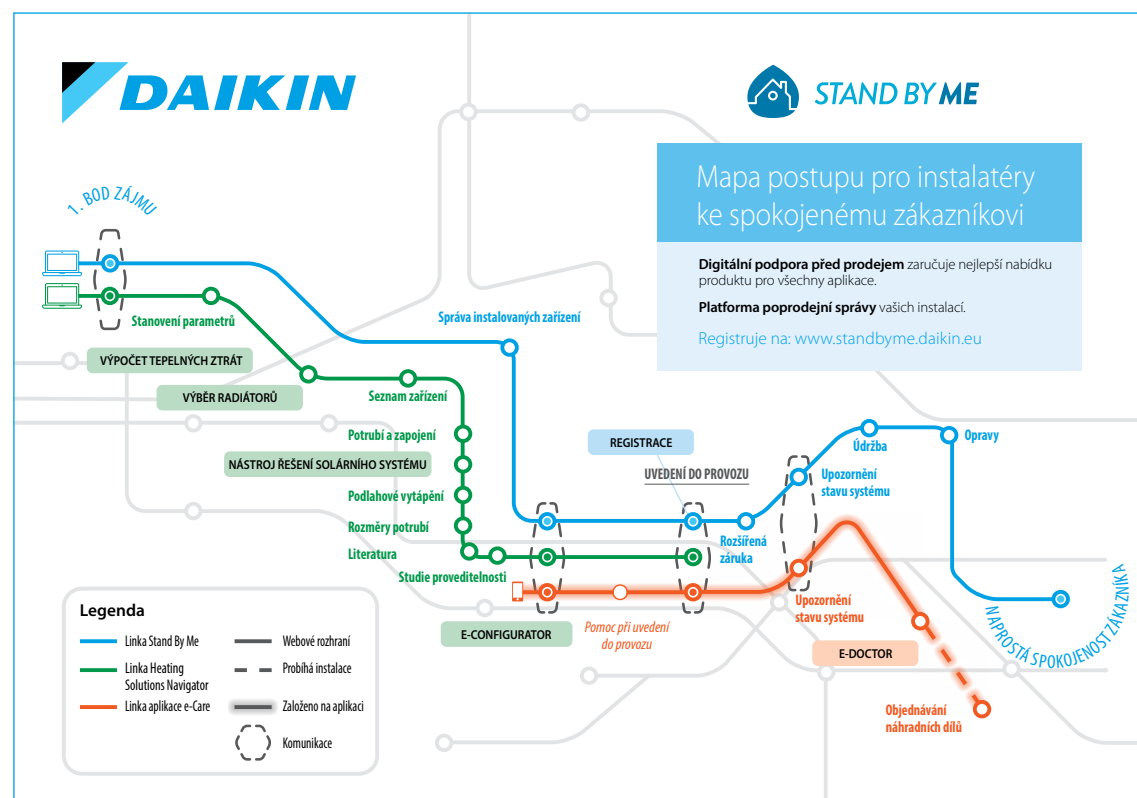 DAIKIN
STAND BY ME
Mapa postupu pro instalatéry
ke spokojenému zákazníkovi
Digitální podpora před prodejem zaručuje nejlepší nabídku
produktu pro všechny aplikace.
Platforma poprodejní správy vašich instalací.
Registruje na: www.standbyme.daikin.eu
1. BOD ZÁJMU
Stanovení parametrů
Správa instalovaných zařízení
VÝPOČET TEPELNÝCH ZTRÁT
VÝBĚR RADIÁTORŮ
Seznam zařízení
Potrubí a zapojení
NÁSTROJ ŘEŠENÍ SOLÁRNÍHO SYSTÉMU
Podlahové vytápění
Rozměry potrubí
Literatura
Studie proveditelnosti
REGISTRACE
UVEDENÍ DO PROVOZU
Rozšířená
záruka
Upozornění
stavu systému
Údržba
Opravy
E-CONFIGURATOR
Pomoc při uvedení
do provozu
Upozornění
stavu systému
E-DOCTOR
Objednávání
náhradních dílů
NAPROSTÁ SPOKOJENOST ZÁKAZNÍKA
Legenda
Linka Stand By Me
Linka Heating
Solutions Navigator
Linka aplikace e-Care
Webové rozhraní
Probíhá instalace
Založeno na aplikaci
Komunikace